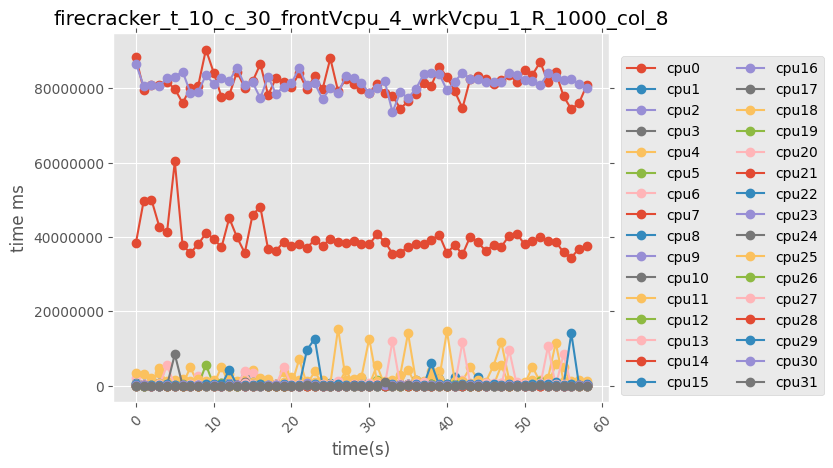 firecracker_t_10_c_30_frontVcpu_4_wrkVcpu_1_R_1000_col_8
time ms
80000000
60000000
40000000
20000000
0
0
10
20
30
40
50
60
time(s)
cpu0
cpu1
cpu2
cpu3
cpu4
cpu5
cpu6
cpu7
cpu8
cpu9
cpu10
cpu11
cpu12
cpu13
cpu14
cpu15
cpu16
cpu17
cpu18
cpu19
cpu20
cpu21
cpu22
cpu23
cpu24
cpu25
cpu26
cpu27
cpu28
cpu29
cpu30
cpu31